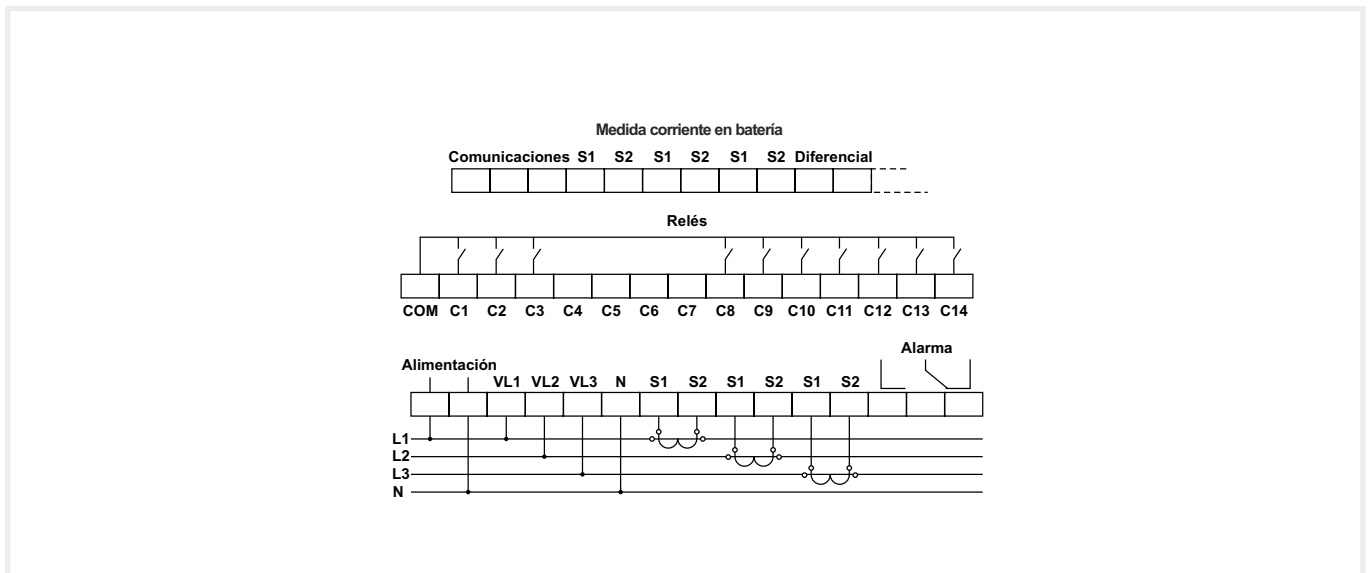 Medida corriente en batería
Comunicaciones S1 S2 S1 S2 S1 S2 Diferencial
Relés
COM C1 C2 C3 C4 C5 C6 C7 C8 C9 C10 C11 C12 C13 C14
Alarma
Alimentación
VL1 VL2 VL3 N S1 S2 S1 S2 S1 S2
L1
L2
L3
N